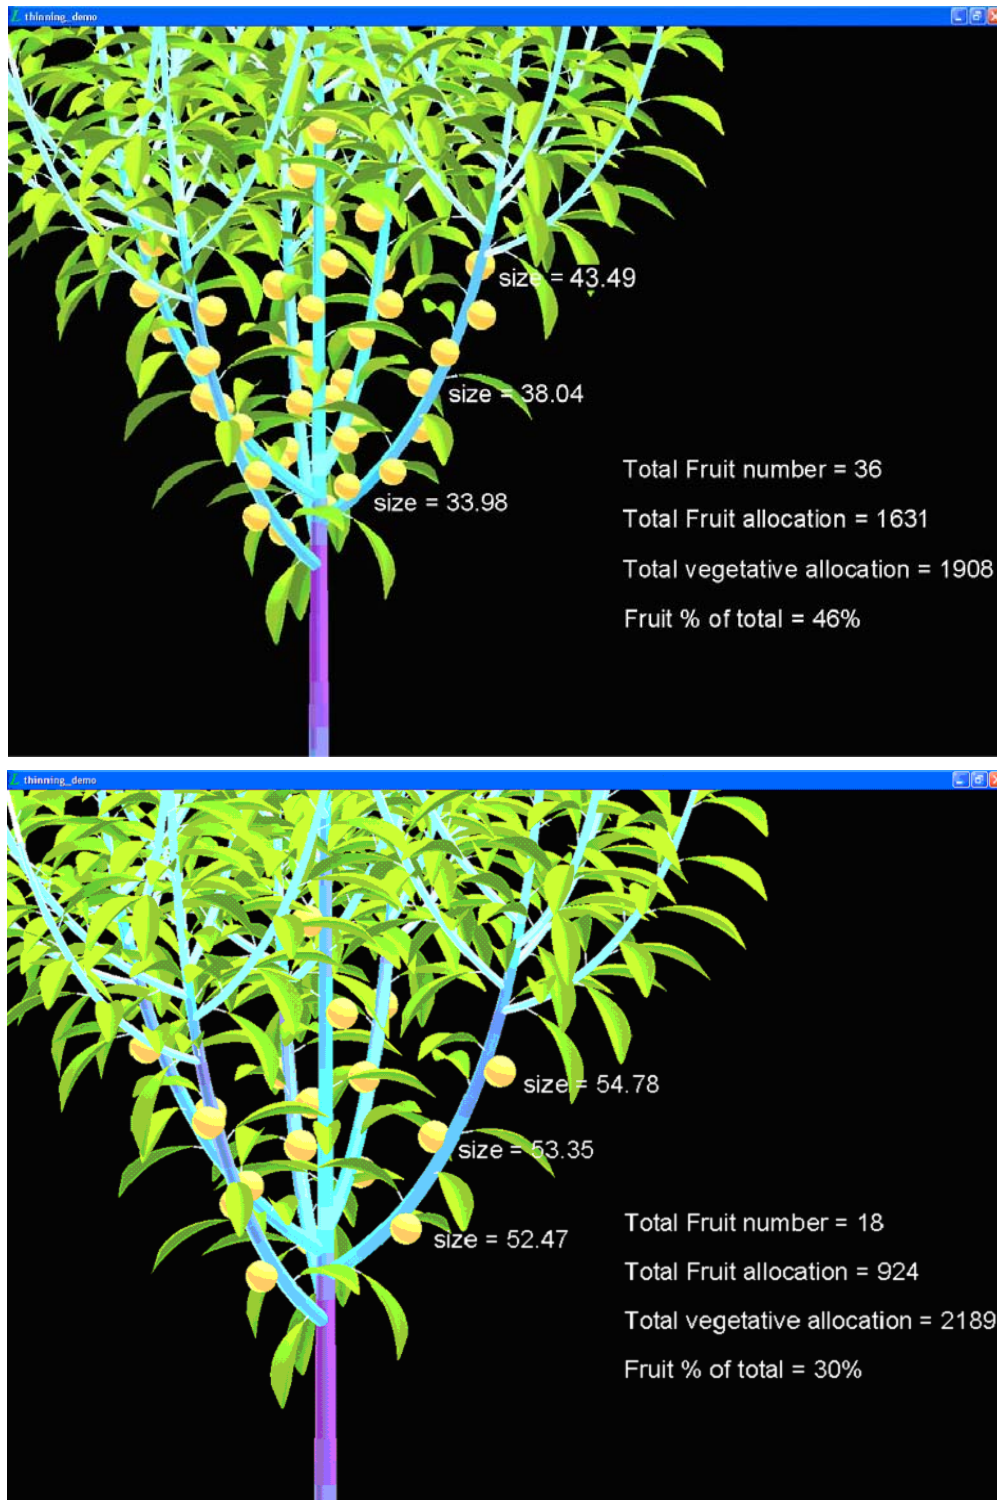 thinning_demo
size = 43.49
size = 38.04
size = 33.98
Total Fruit number = 36
Total Fruit allocation = 1631
Total vegetative allocation = 1908
Fruit % of total = 46%
thinning_demo
size = 54.78
size = 53.35
size = 52.47
Total Fruit number = 18
Total Fruit allocation = 924
Total vegetative allocation = 2189
Fruit % of total = 30%